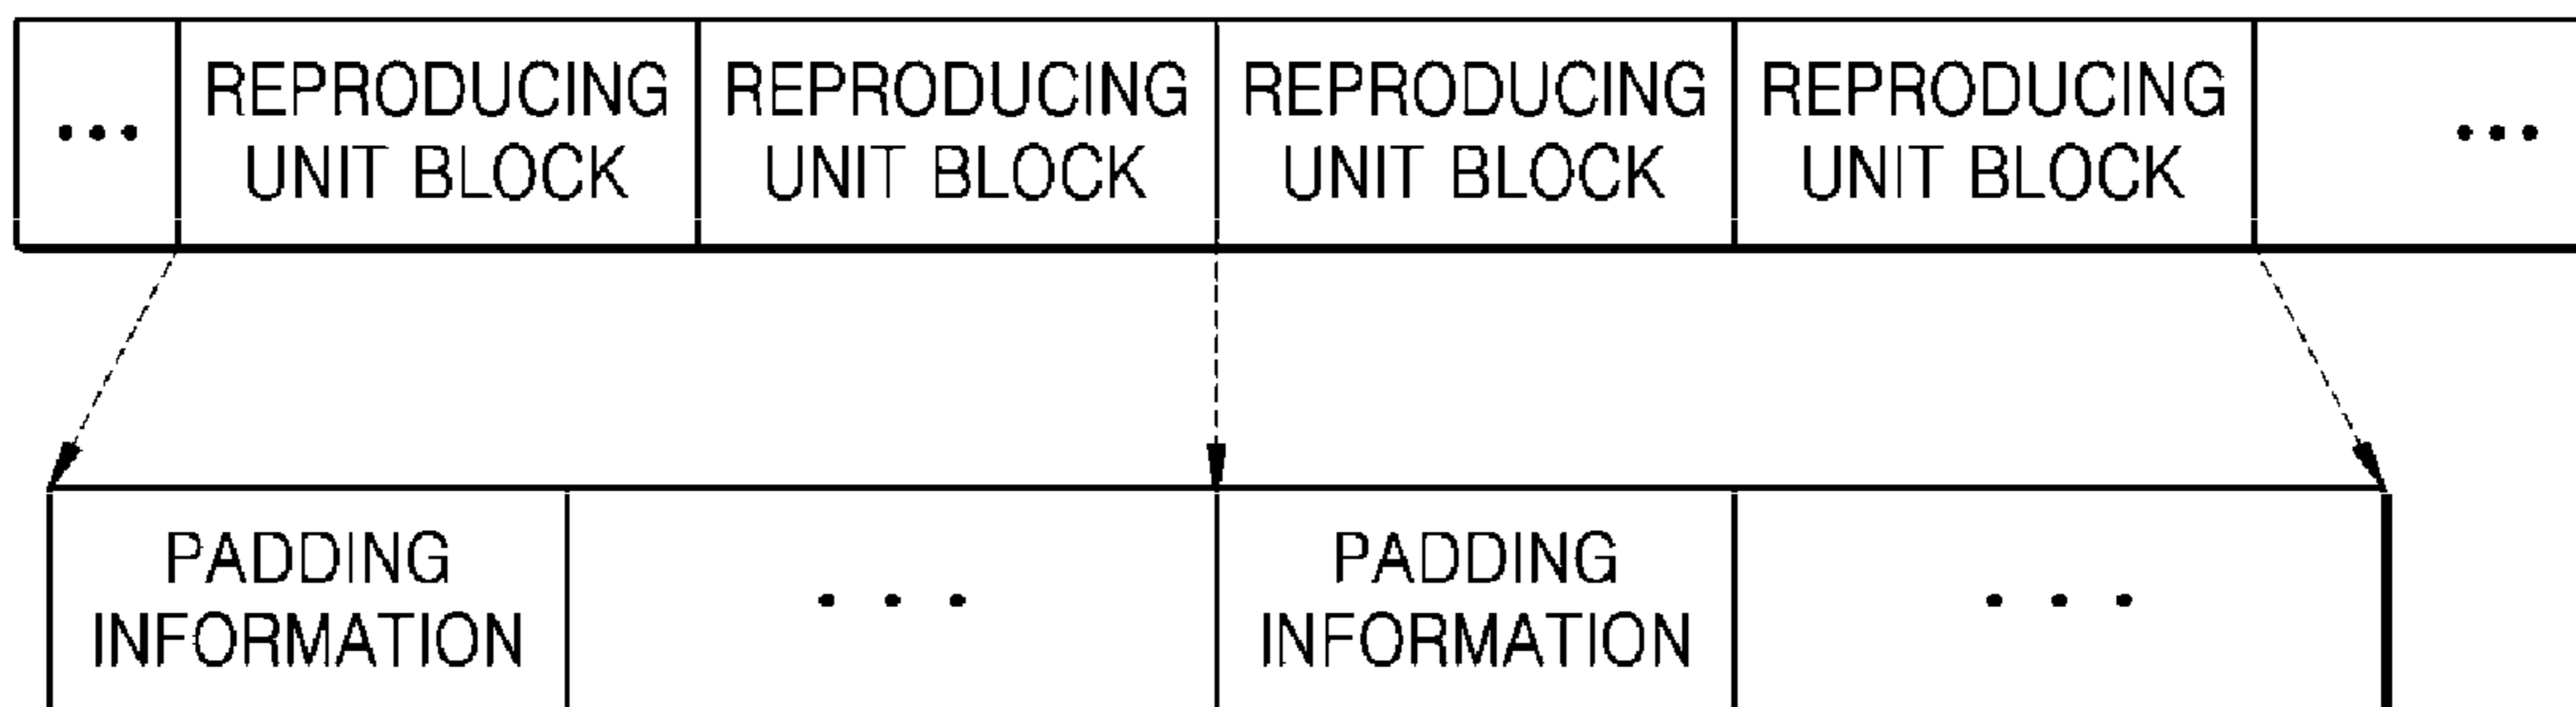 ... REPRODUCING REPRODUCING REPRODUCING REPRODUCING ...
UNIT BLOCK UNIT BLOCK UNIT BLOCK UNIT BLOCK
PADDING PADDING
INFORMATION . . . INFORMATION . . .